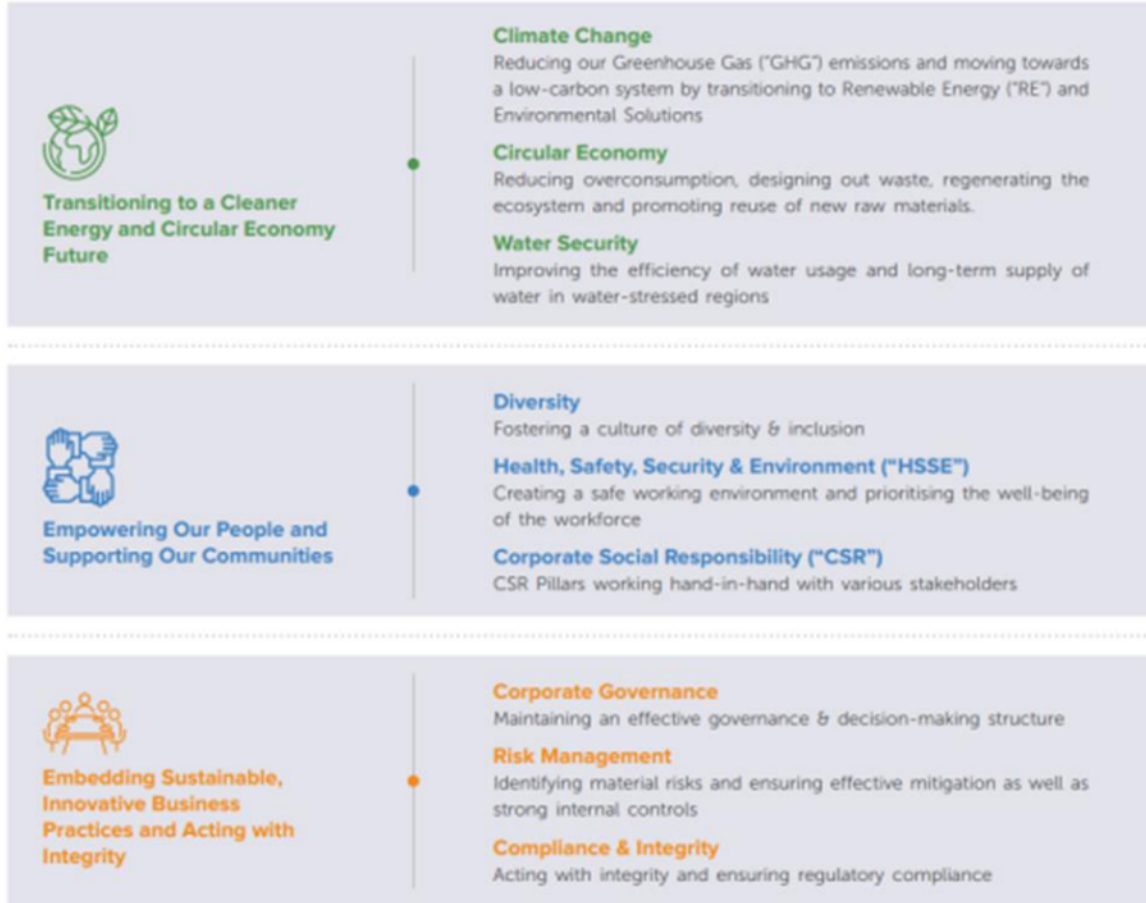 Transitioning to a Cleaner
Energy and Circular Economy
Future
Climate Change
Reducing our Greenhouse Gas ("GHG") emissions and moving towards
a low-carbon system by transitioning to Renewable Energy ("RE") and
Environmental Solutions
Circular Economy
Reducing overconsumption, designing out waste, regenerating the
ecosystem and promoting reuse of new raw materials.
Water Security
Improving the efficiency of water usage and long-term supply of
water in water-stressed regions
Empowering Our People and
Supporting Our Communities
Diversity
Fostering a culture of diversity & inclusion
Health, Safety, Security & Environment ("HSSE")
Creating a safe working environment and prioritising the well-being
of the workforce
Corporate Social Responsibility ("CSR")
CSR Pillars working hand-in-hand with various stakeholders
Embedding Sustainable,
Innovative Business
Practices and Acting with
Integrity
Corporate Governance
Maintaining an effective governance & decision-making structure
Risk Management
Identifying material risks and ensuring effective mitigation as well as
strong internal controls
Compliance & Integrity
Acting with integrity and ensuring regulatory compliance